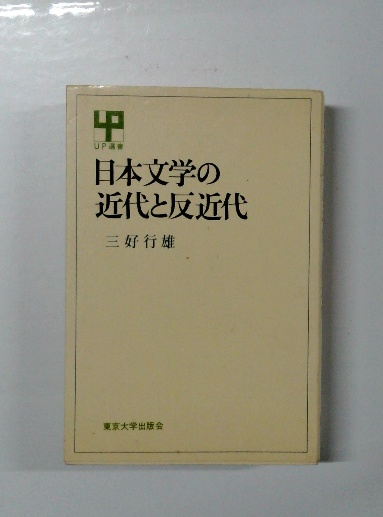 UP
UP選書
日本文学の
近代と反近代
三好行雄
東京大学出版会